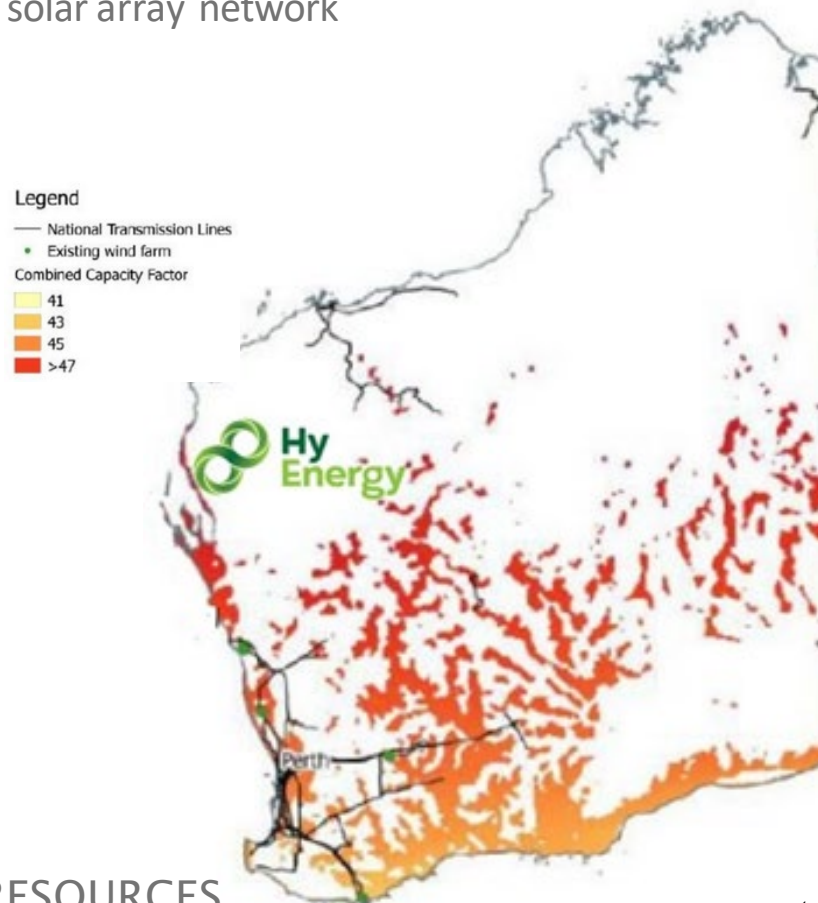 solar array network
Legend
National Transmission Lines
Existing wind farm
Combined Capacity Factor
41
43
45
>47
Hy
Energy
Perth
RESOURCES